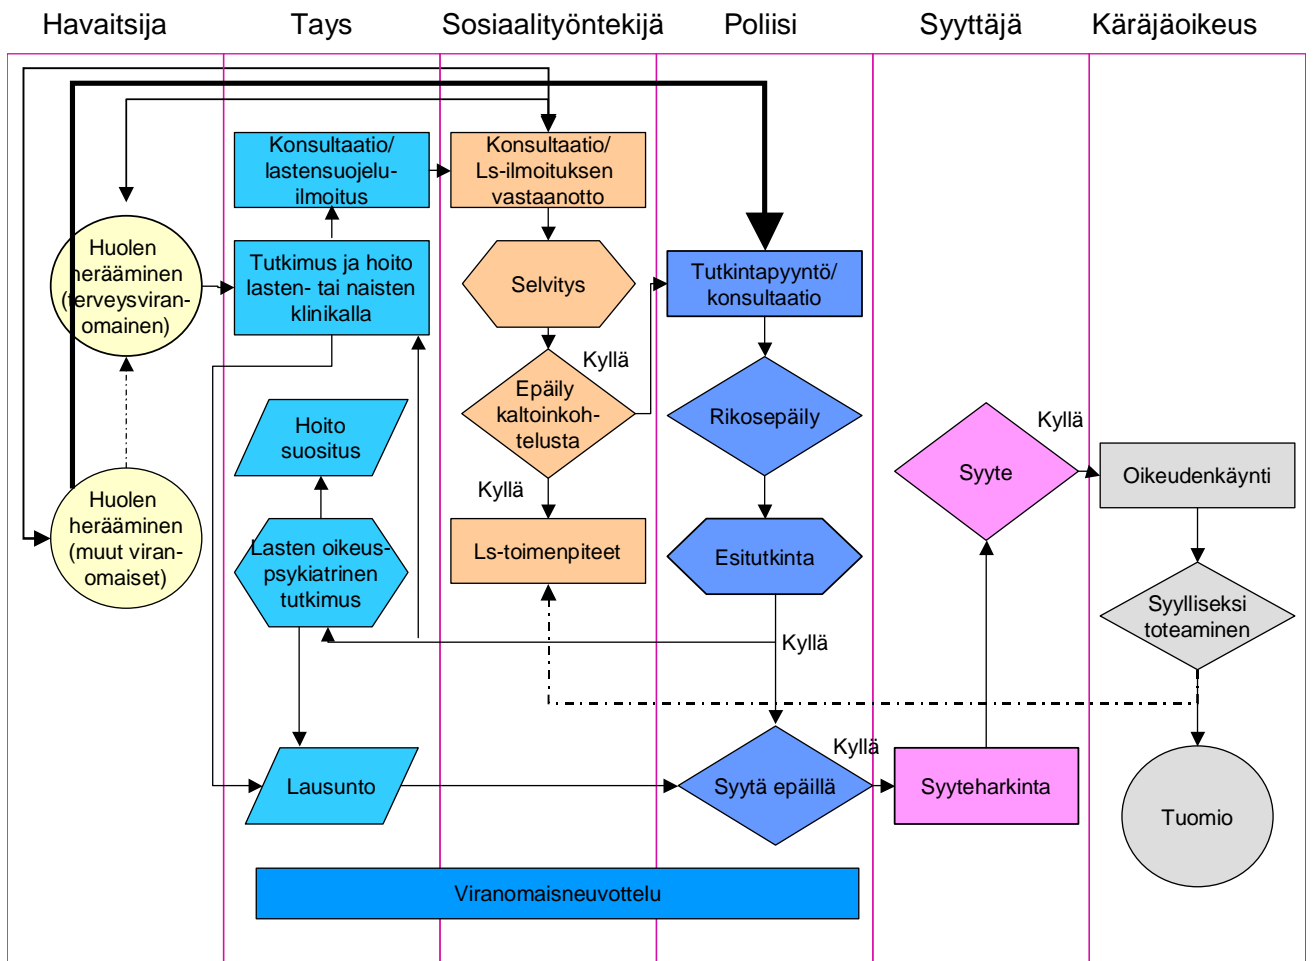 Havaitsija
Tays
Sosiaalityöntekijä
Poliisi
Syyttäjä
Käräjäoikeus
Huolen
herääminen
(terveysviran-
omainen)
Huolen
herääminen
(muut viran-
omaiset)
Konsultaatio/
lastensuojelu-
ilmoitus
Tutkimus ja hoito
lasten- tai naisten
klinikalla
Hoito
suositus
Lasten oikeus-
psykiatrinen
tutkimus
Lausunto
Konsultaatio/
Ls-ilmoituksen
vastaanotto
Selvitys
Kyllä
Epäily
kaltoinkoh-
telusta
Kyllä
Ls-toimenpiteet
Tutkintapyyntö/
konsultaatio
Rikosepäily
Esitutkinta
Kyllä
Kyllä
Syytä epäillä
Kyllä
Syyte
Syyteharkinta
Oikeudenkäynti
Syylliseksi
toteaminen
Tuomio
Viranomaisneuvottelu